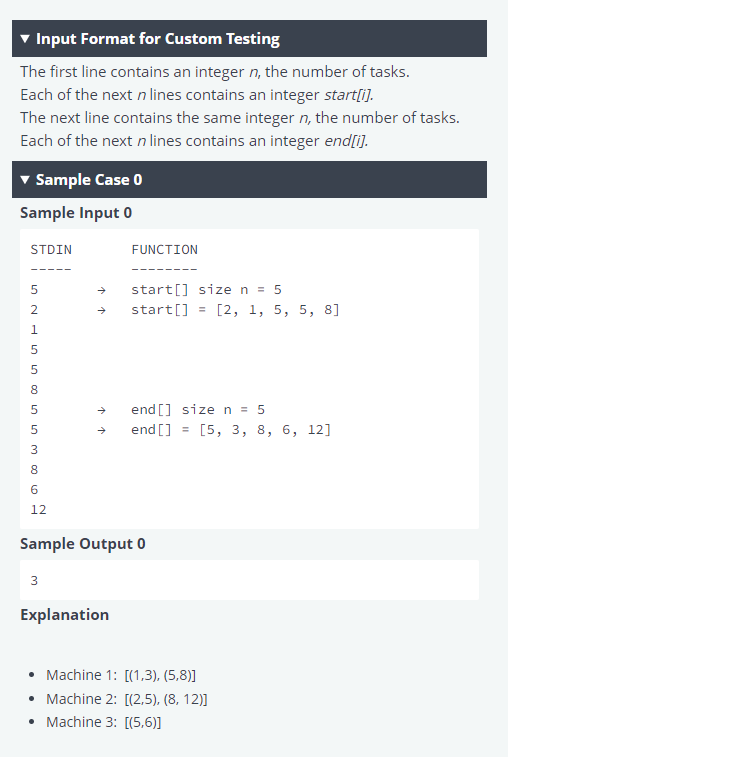 ▼ Input Format for Custom Testing
The first line contains an integer n, the number of tasks.
Each of the next n lines contains an integer start[i].
The next line contains the same integer n, the number of tasks.
Each of the next n lines contains an integer end[i].
▼ Sample Case 0
Sample Input 0
STDIN FUNCTION
----- --------
5 → start[] size n = 5
2 → start[] = [2, 1, 5, 5, 8]
1
5
5
8
5 → end[] size n = 5
5 → end[] = [5, 3, 8, 6, 12]
3
8
6
12
Sample Output 0
3
Explanation
• Machine 1: [(1,3), (5,8)]
• Machine 2: [(2,5), (8, 12)]
• Machine 3: [(5,6)]